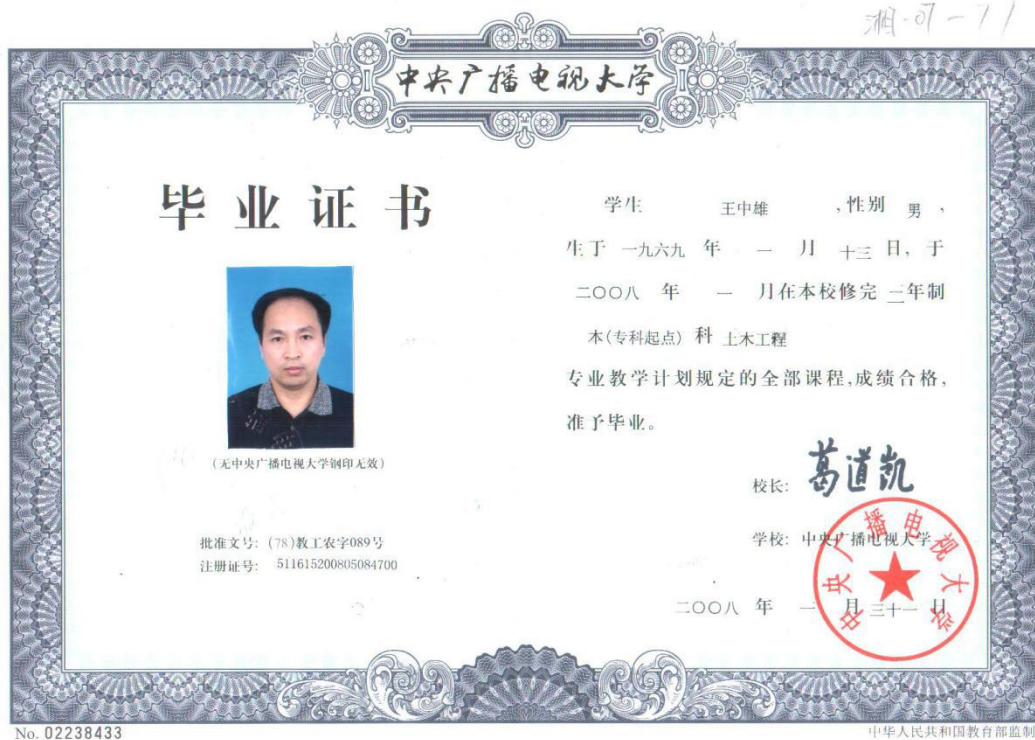 湘-07-71
中央广播电视大学
毕业证书
(无中央广播电视大学钢印无效)
批准文号: (78)教工农字089号
注册证号: 511615200805084700
学生 王中雄 ,性别 男 ,
生于 一九六九 年 一 月 十三 日, 于
二〇〇八 年 一 月在本校修完 二年制
本(专科起点) 科 土木工程
专业教学计划规定的全部课程,成绩合格,
准予毕业。
校长: 葛道凯
学校: 中央广播电视大学
二〇〇八 年 一 月 三十一 日
中央广播电视大学
No. 02238433
中华人民共和国教育部监制